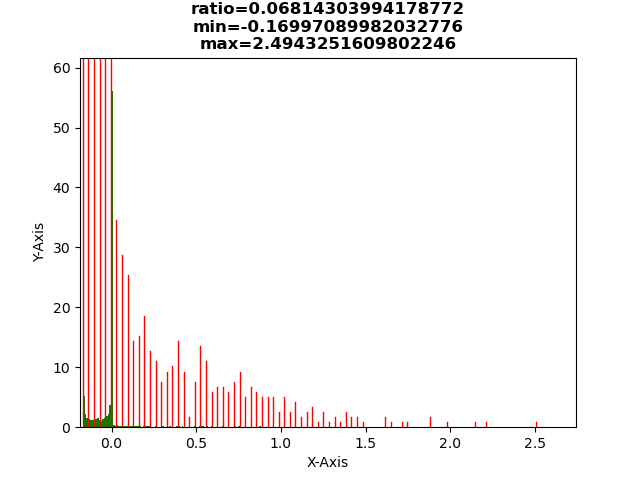 ratio=0.06814303994178772
min=-0.16997089982032776
max=2.4943251609802246
60
50
40
30
20
10
0
Y-Axis
0.0 0.5 1.0 1.5 2.0 2.5
X-Axis